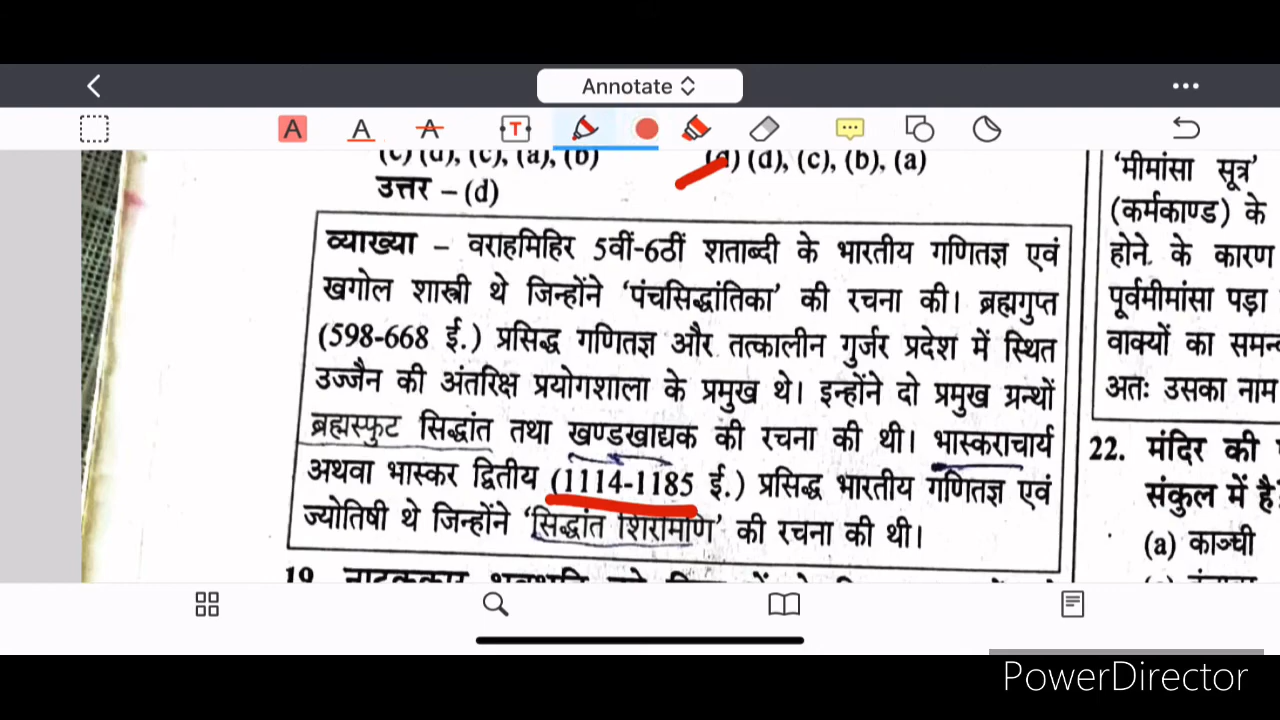 Annotate
(c) (d), (c), (a), (b)
(d) (d), (c), (b), (a)
उत्तर – (d)
व्याख्या – वराहमिहिर 5वीं-6ठीं शताब्दी के भारतीय गणितज्ञ एवं
खगोल शास्त्री थे जिन्होंने ‘पंचसिद्धांतिका’ की रचना की। ब्रह्मगुप्त
(598-668 ई.) प्रसिद्ध गणितज्ञ और तत्कालीन गुर्जर प्रदेश में स्थित
उज्जैन की अंतरिक्ष प्रयोगशाला के प्रमुख थे। इन्होंने दो प्रमुख ग्रन्थों
ब्रह्मस्फुट सिद्धांत तथा खण्डखाद्यक की रचना की थी। भास्कराचार्य
अथवा भास्कर द्वितीय (1114-1185 ई.) प्रसिद्ध भारतीय गणितज्ञ एवं
ज्योतिषी थे जिन्होंने ‘सिद्धांत शिरोमणि’ की रचना की थी।
19.
‘मीमांसा सूत्र’
(कर्मकाण्ड) के
होने के कारण
पूर्वमीमांसा पड़ा
वाक्यों का
अतः उसका नाम
22. मंदिर की
संकुल में है
(a) काञ्ची
PowerDirector